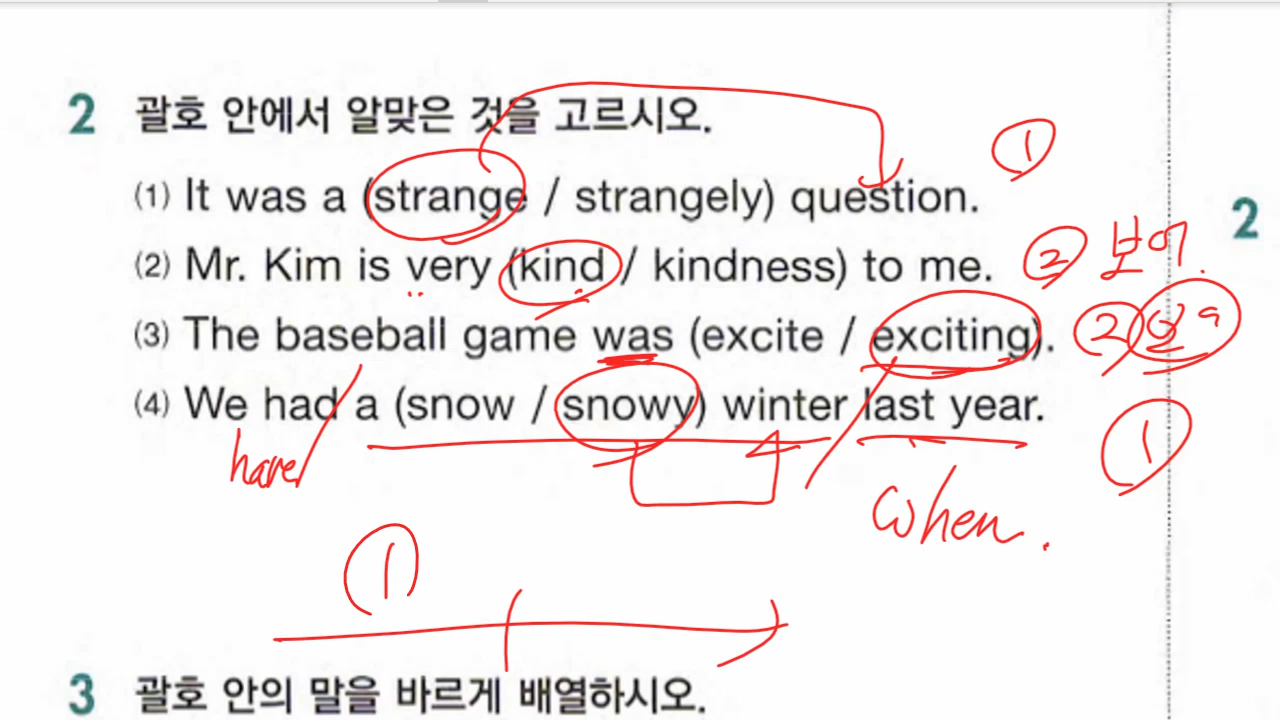 2 괄호 안에서 알맞은 것을 고르시오.
(1) It was a (strange / strangely) question. ①
(2) Mr. Kim is very (kind / kindness) to me. ② 보어.
2
(3) The baseball game was (excite / exciting). ②
(4) We had a (snow / snowy) winter last year. ①
have
when.
①
3 괄호 안의 말을 바르게 배열하시오.